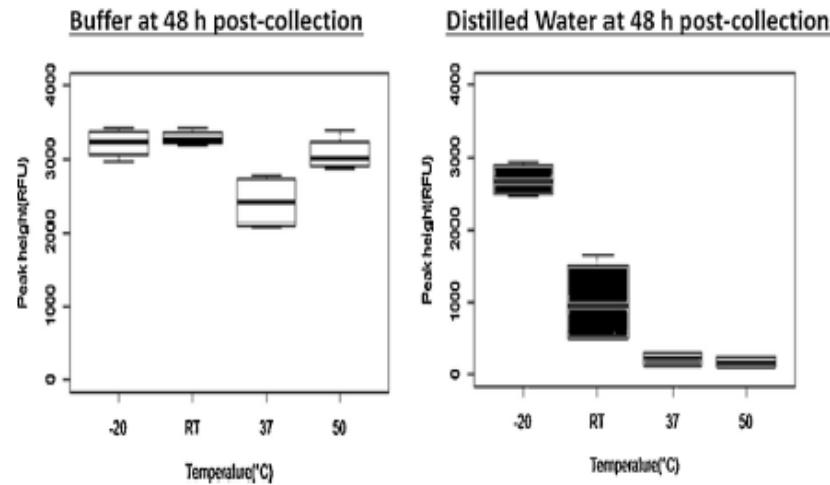 Buffer at 48 h post-collection
Distilled Water at 48 h post-collection
Peak height(RFU)
4000
3000
2000
1000
0
-20 RT 37 50
Temperature(°C)
Peak height(RFU)
4000
3000
2000
1000
0
-20 RT 37 50
Temperature(°C)